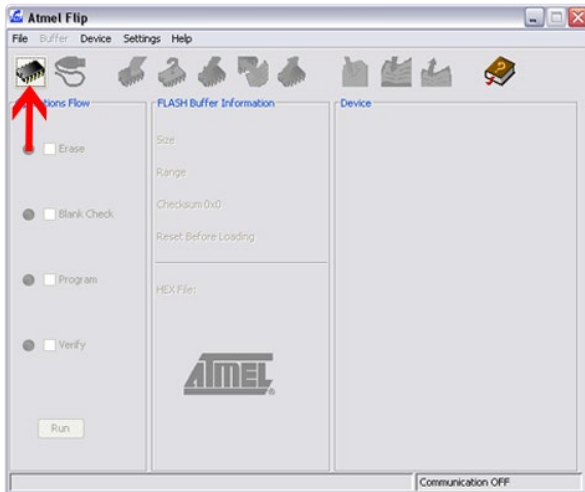 Atmel Flip
File Buffer Device Settings Help
tions Flow
Erase
Blank Check
Program
Verify
Run
FLASH Buffer Information
Size
Range
Checksum 0x0
Reset Before Loading
HEX File:
ATMEL
Device
Communication OFF